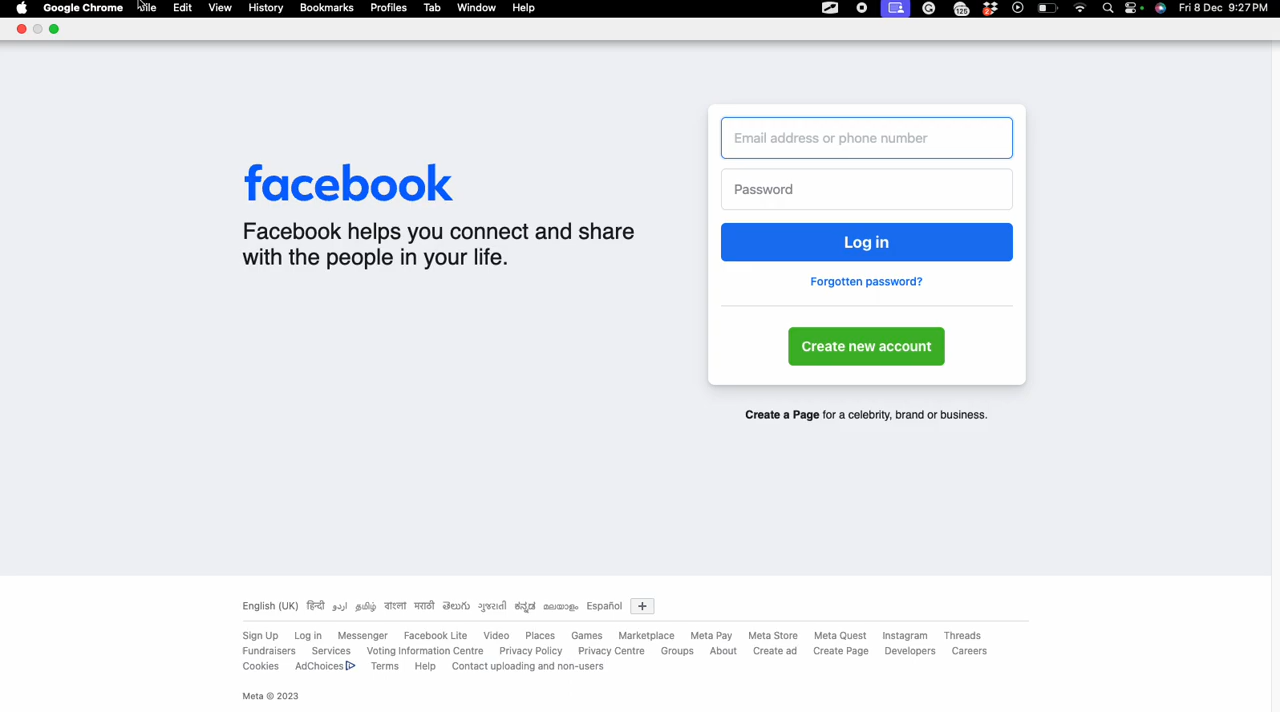 Google Chrome File Edit View History Bookmarks Profiles Tab Window Help Fri 8 Dec 9:27 PM
facebook
Facebook helps you connect and share
with the people in your life.
Email address or phone number
Password
Log in
Forgotten password?
Create new account
Create a Page for a celebrity, brand or business.
English (UK) हिन्दी اردو தமிழ் বাংলা मराठी తెలుగు ગુજરાતી ಕನ್ನಡ മലയാളം Español +
Sign Up Log in Messenger Facebook Lite Video Places Games Marketplace Meta Pay Meta Store Meta Quest Instagram Threads
Fundraisers Services Voting Information Centre Privacy Policy Privacy Centre Groups About Create ad Create Page Developers Careers
Cookies AdChoices Terms Help Contact uploading and non-users
Meta © 2023